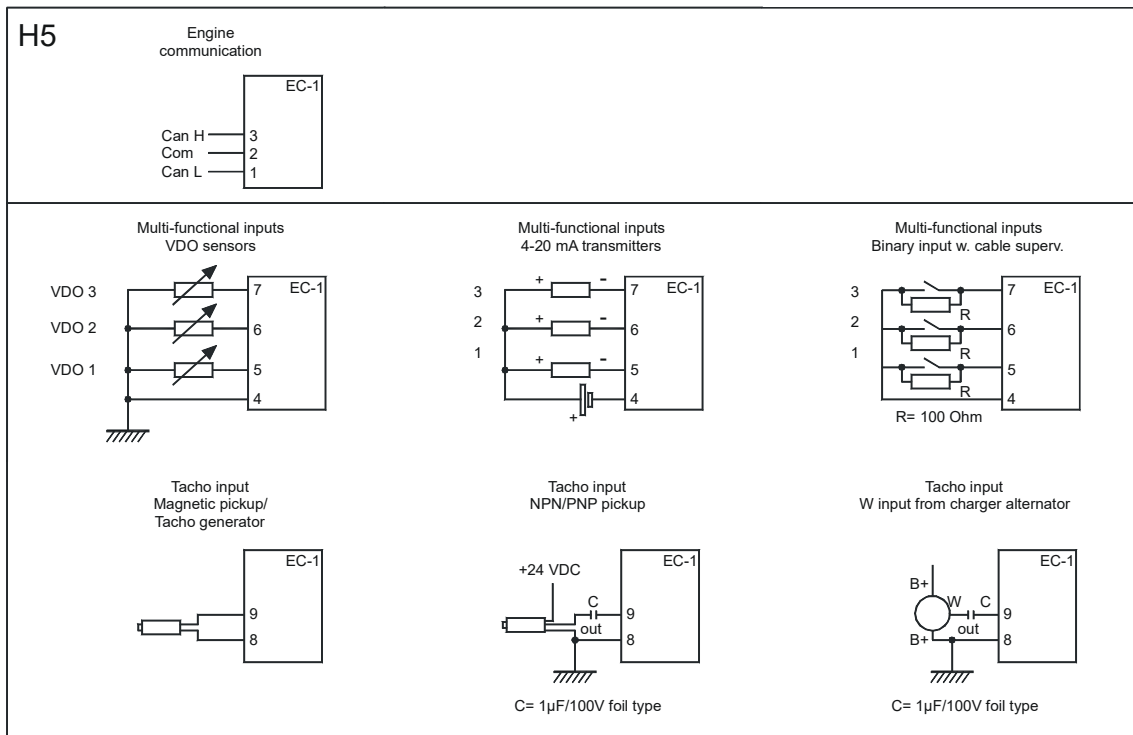 H5
Engine
communication
EC-1
Can H 3
Com 2
Can L 1
Multi-functional inputs
VDO sensors
VDO 3 7 EC-1
VDO 2 6
VDO 1 5
4
Multi-functional inputs
4-20 mA transmitters
3 + - 7 EC-1
2 + - 6
1 + - 5
+ 4
Multi-functional inputs
Binary input w. cable superv.
3 7 EC-1
R
2 6
R
1 5
R
4
R= 100 Ohm
Tacho input
Magnetic pickup/
Tacho generator
EC-1
9
8
Tacho input
NPN/PNP pickup
EC-1
+24 VDC
C 9
out 8
C= 1µF/100V foil type
Tacho input
W input from charger alternator
EC-1
B+
W C 9
out
B+ 8
C= 1µF/100V foil type